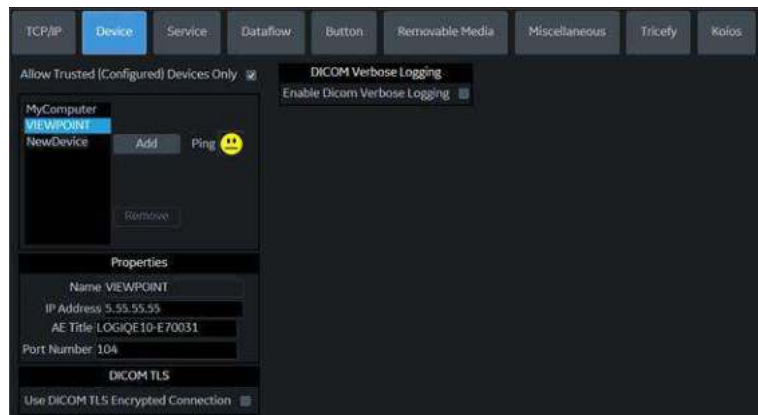 TCP/IP Device Service Dataflow Button Removable Media Miscellaneous Tricefy Koios
Allow Trusted (Configured) Devices Only
MyComputer
VIEWPOINT
NewDevice
Add
Ping
Remove
Properties
Name VIEWPOINT
IP Address 5.55.55.55
AE Title LOGIQE10-E70031
Port Number 104
DICOM TLS
Use DICOM TLS Encrypted Connection
DICOM Verbose Logging
Enable Dicom Verbose Logging